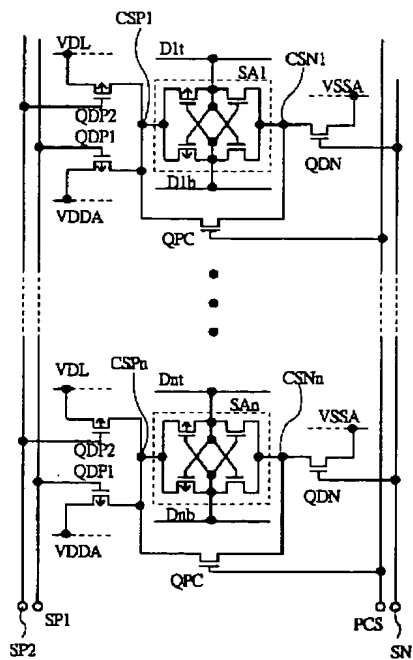 CSP1
VDL
D1t
CSN1
SA1
VSSA
QDP2
QDP1
QDN
VDDA
D1b
QPC
CSPn
VDL
Dnt
CSNn
SAn
VSSA
QDP2
QDP1
QDN
VDDA
Dnb
QPC
SP1
PCS
SP2
SN